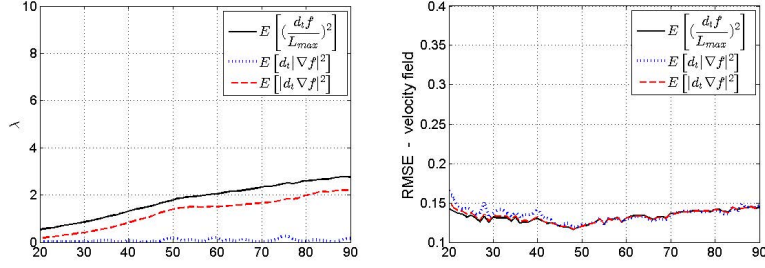 10
8
6
4
2
0
λ
20 30 40 50 60 70 80 90
E[(d_t f / L_max)^2]
E[d_t|∇f|^2]
E[|d_t∇f|^2]
0.4
0.35
0.3
0.25
0.2
0.15
0.1
RMSE - velocity field
20 30 40 50 60 70 80 90
E[(d_t f / L_max)^2]
E[d_t|∇f|^2]
E[|d_t∇f|^2]